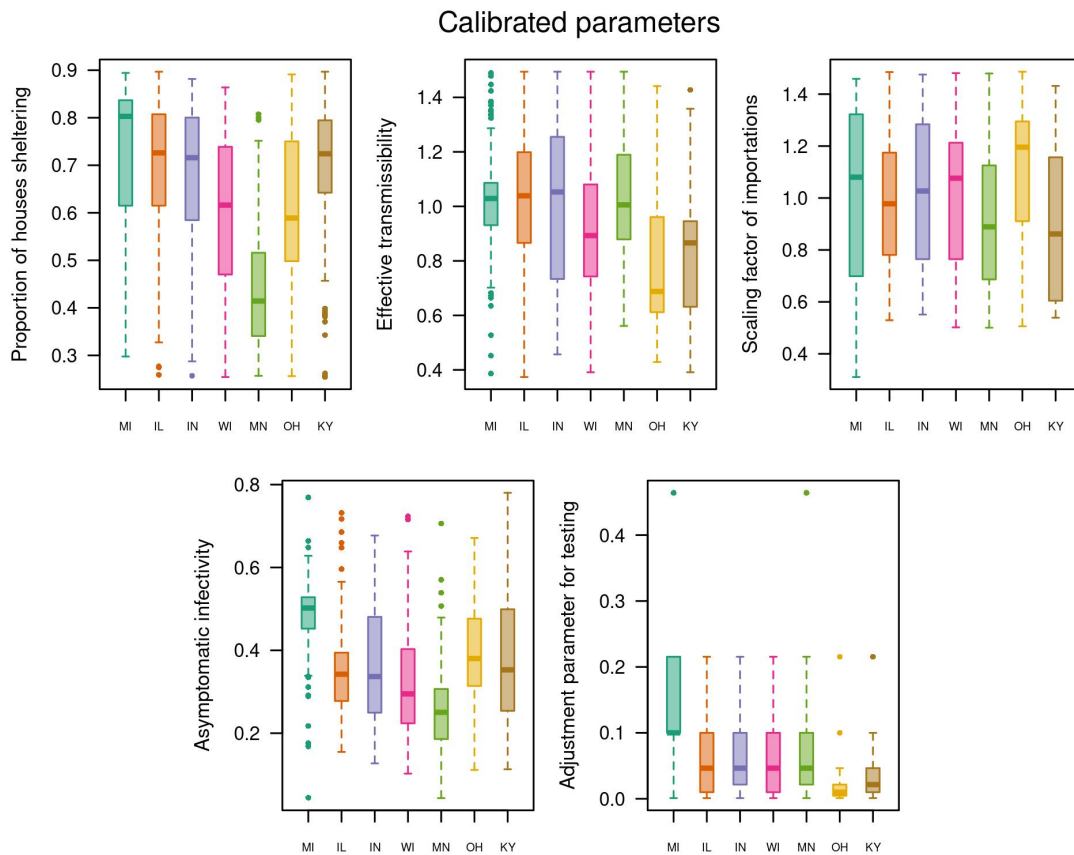 Calibrated parameters
Proportion of houses sheltering
0.9
0.8
0.7
0.6
0.5
0.4
0.3
MI IL IN WI MN OH KY
Effective transmissibility
1.4
1.2
1.0
0.8
0.6
0.4
MI IL IN WI MN OH KY
Scaling factor of importations
1.4
1.2
1.0
0.8
0.6
0.4
MI IL IN WI MN OH KY
Asymptomatic infectivity
0.8
0.6
0.4
0.2
MI IL IN WI MN OH KY
Adjustment parameter for testing
0.4
0.3
0.2
0.1
0.0
MI IL IN WI MN OH KY